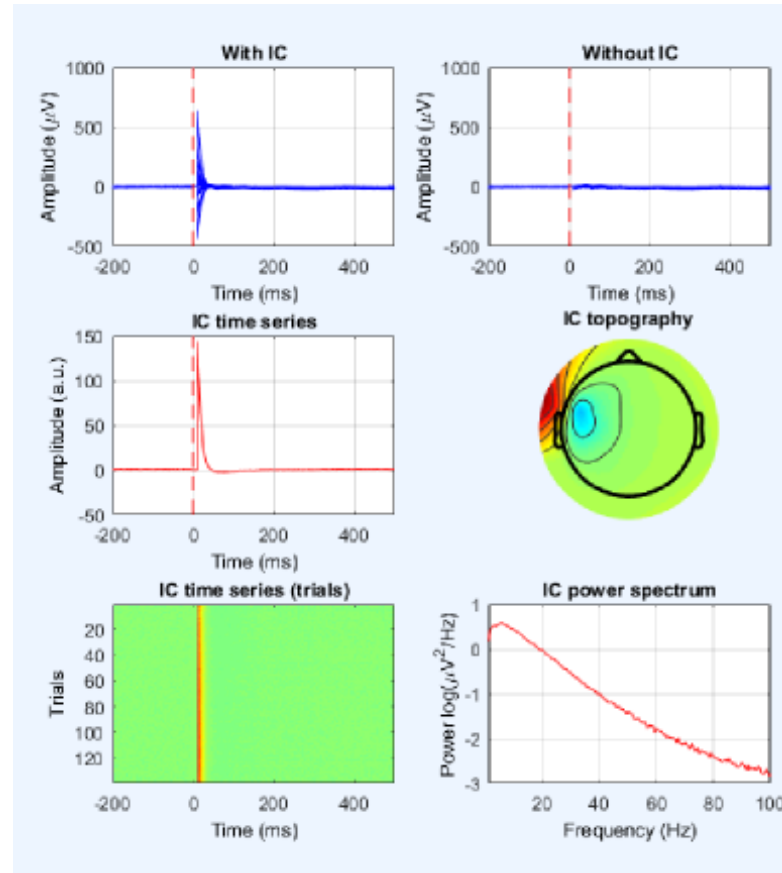 With IC
Amplitude (μV)
1000
500
0
-500
-200
0
200
400
Time (ms)
Without IC
Amplitude (μV)
1000
500
0
-500
-200
0
200
400
Time (ms)
IC time series
Amplitude (a.u.)
150
100
50
0
-50
-200
0
200
400
Time (ms)
IC topography
IC time series (trials)
Trials
20
40
60
80
100
120
-200
0
200
400
Time (ms)
IC power spectrum
Power log(μV²/Hz)
1
0
-1
-2
-3
20
40
60
80
100
Frequency (Hz)